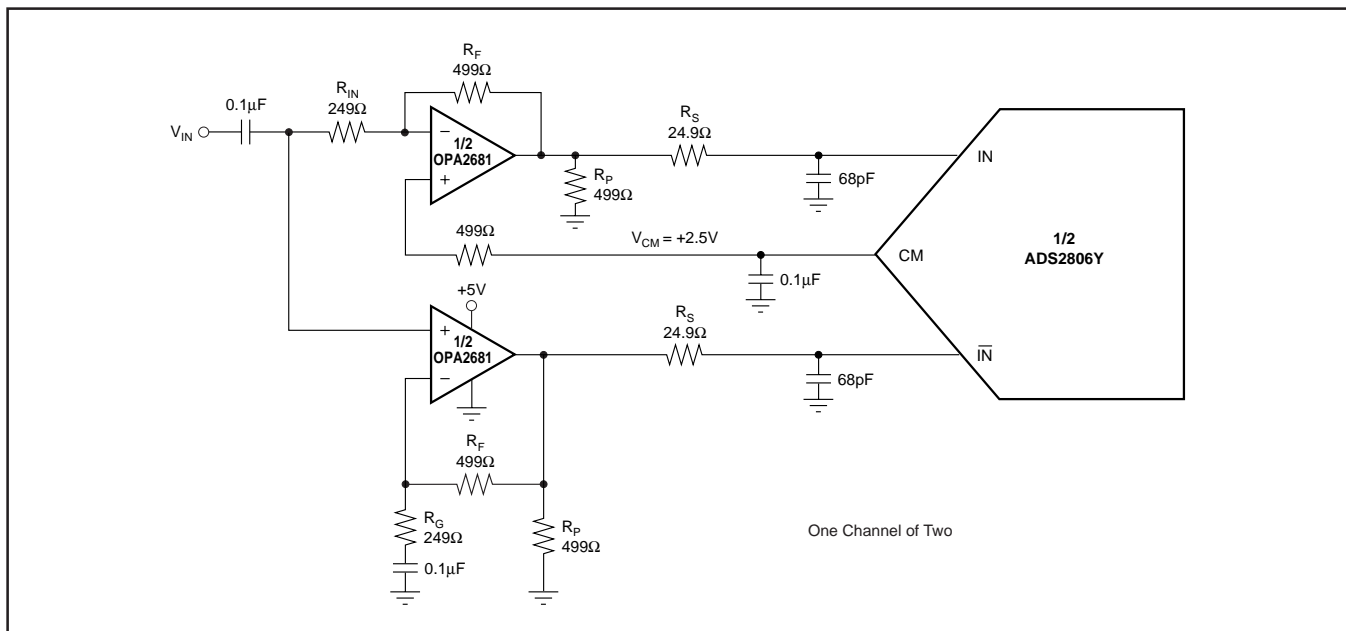 R_F
499Ω
R_IN
249Ω
0.1µF
V_IN
–
+
1/2
OPA2681
R_P
499Ω
R_S
24.9Ω
68pF
IN
499Ω
V_CM = +2.5V
0.1µF
CM
1/2
ADS2806Y
+5V
+
–
1/2
OPA2681
R_S
24.9Ω
68pF
I̅N̅
R_F
499Ω
R_G
249Ω
0.1µF
R_P
499Ω
One Channel of Two